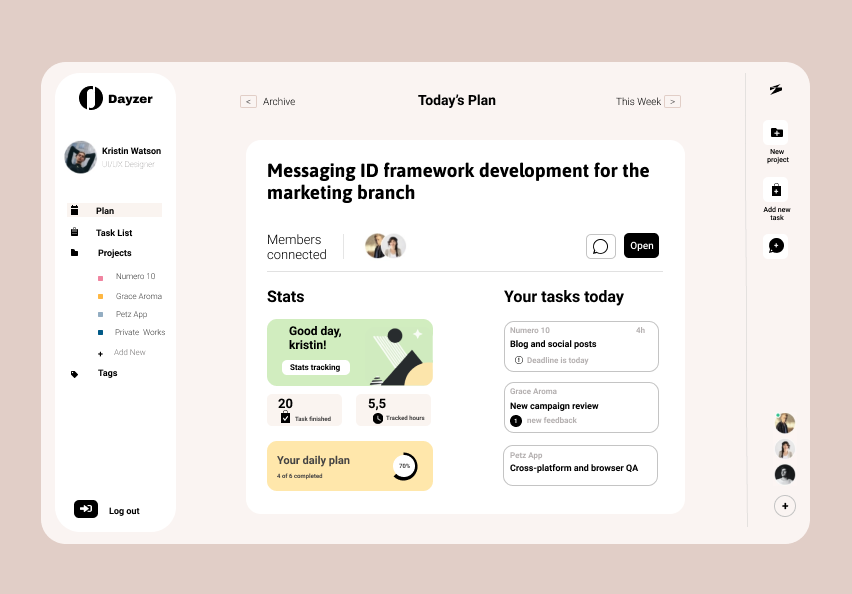 Dayzer
Kristin Watson
UI/UX Designer
Plan
Task List
Projects
Numero 10
Grace Aroma
Petz App
Private Works
+ Add New
Tags
Log out
< Archive
Today's Plan
This Week >
Messaging ID framework development for the
marketing branch
Members
connected
Open
Stats
Good day,
kristin!
Stats tracking
20
Task finished
5,5
Tracked hours
Your daily plan
4 of 6 completed
70%
Your tasks today
Numero 10 4h
Blog and social posts
Deadline is today
Grace Aroma
New campaign review
1 new feedback
Petz App
Cross-platform and browser QA
New
project
Add new
task
+